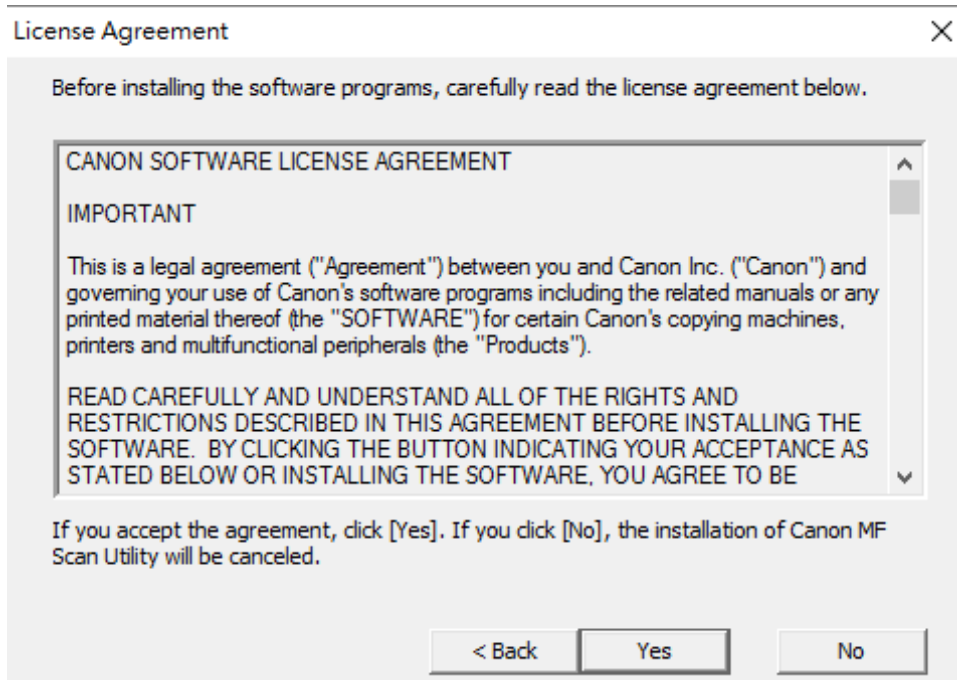 License Agreement
Before installing the software programs, carefully read the license agreement below.
CANON SOFTWARE LICENSE AGREEMENT
IMPORTANT
This is a legal agreement ("Agreement") between you and Canon Inc. ("Canon") and
governing your use of Canon's software programs including the related manuals or any
printed material thereof (the "SOFTWARE") for certain Canon's copying machines,
printers and multifunctional peripherals (the "Products").
READ CAREFULLY AND UNDERSTAND ALL OF THE RIGHTS AND
RESTRICTIONS DESCRIBED IN THIS AGREEMENT BEFORE INSTALLING THE
SOFTWARE. BY CLICKING THE BUTTON INDICATING YOUR ACCEPTANCE AS
STATED BELOW OR INSTALLING THE SOFTWARE, YOU AGREE TO BE
If you accept the agreement, click [Yes]. If you click [No], the installation of Canon MF
Scan Utility will be canceled.
< Back Yes No